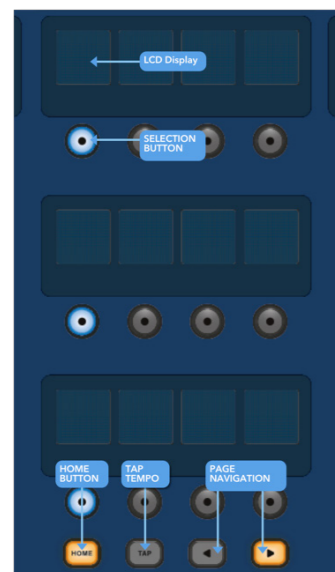 LCD Display
SELECTION
BUTTON
HOME
BUTTON
TAP
TEMPO
PAGE
NAVIGATION
HOME
TAP